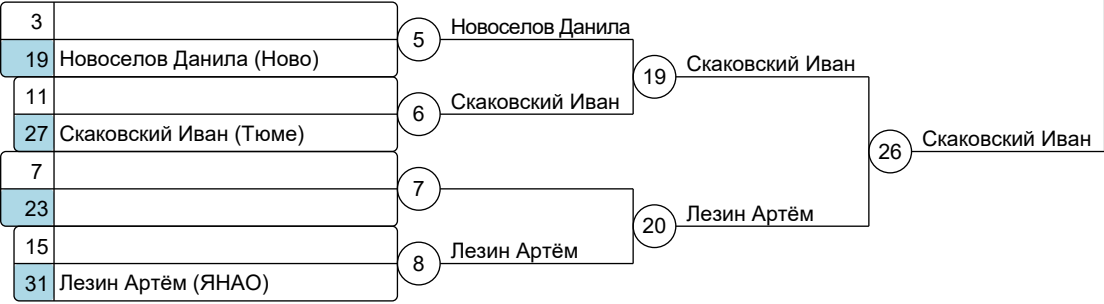 3
19 Новоселов Данила (Ново)
5
Новоселов Данила
11
27 Скаковский Иван (Тюме)
6
Скаковский Иван
19
Скаковский Иван
7
23
7
15
31 Лезин Артём (ЯНАО)
8
Лезин Артём
20
Лезин Артём
26
Скаковский Иван